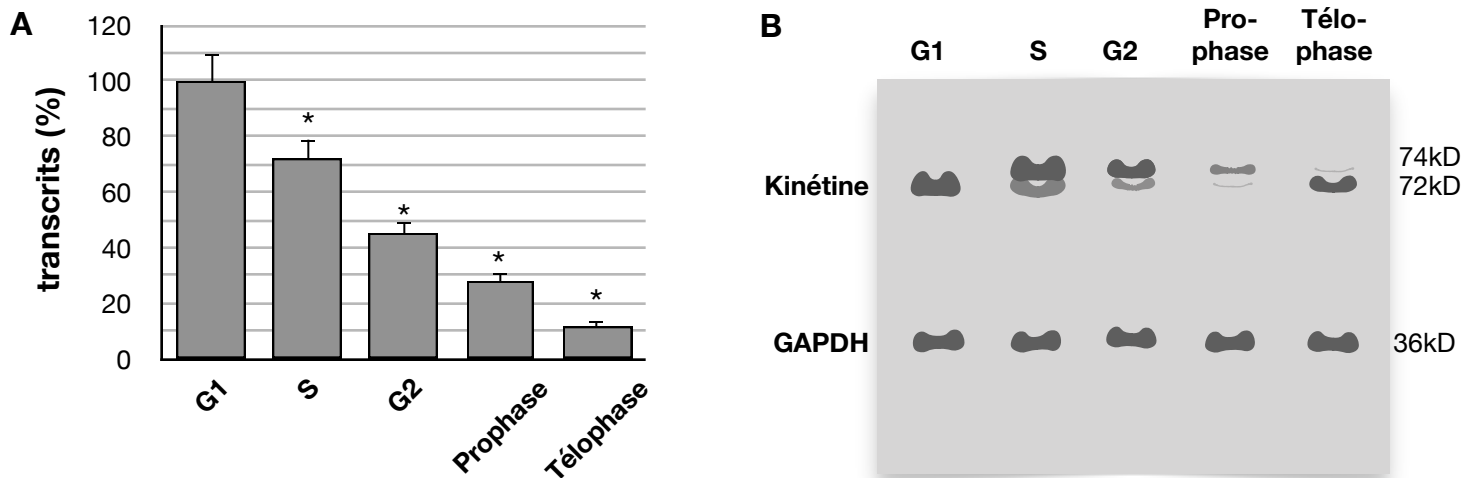 A
120
100
80
60
40
20
0
transcrits (%)
*
*
*
*
G1
S
G2
Prophase
Télophase
B
G1
S
G2
Pro-
phase
Télo-
phase
Kinétine
74kD
72kD
GAPDH
36kD